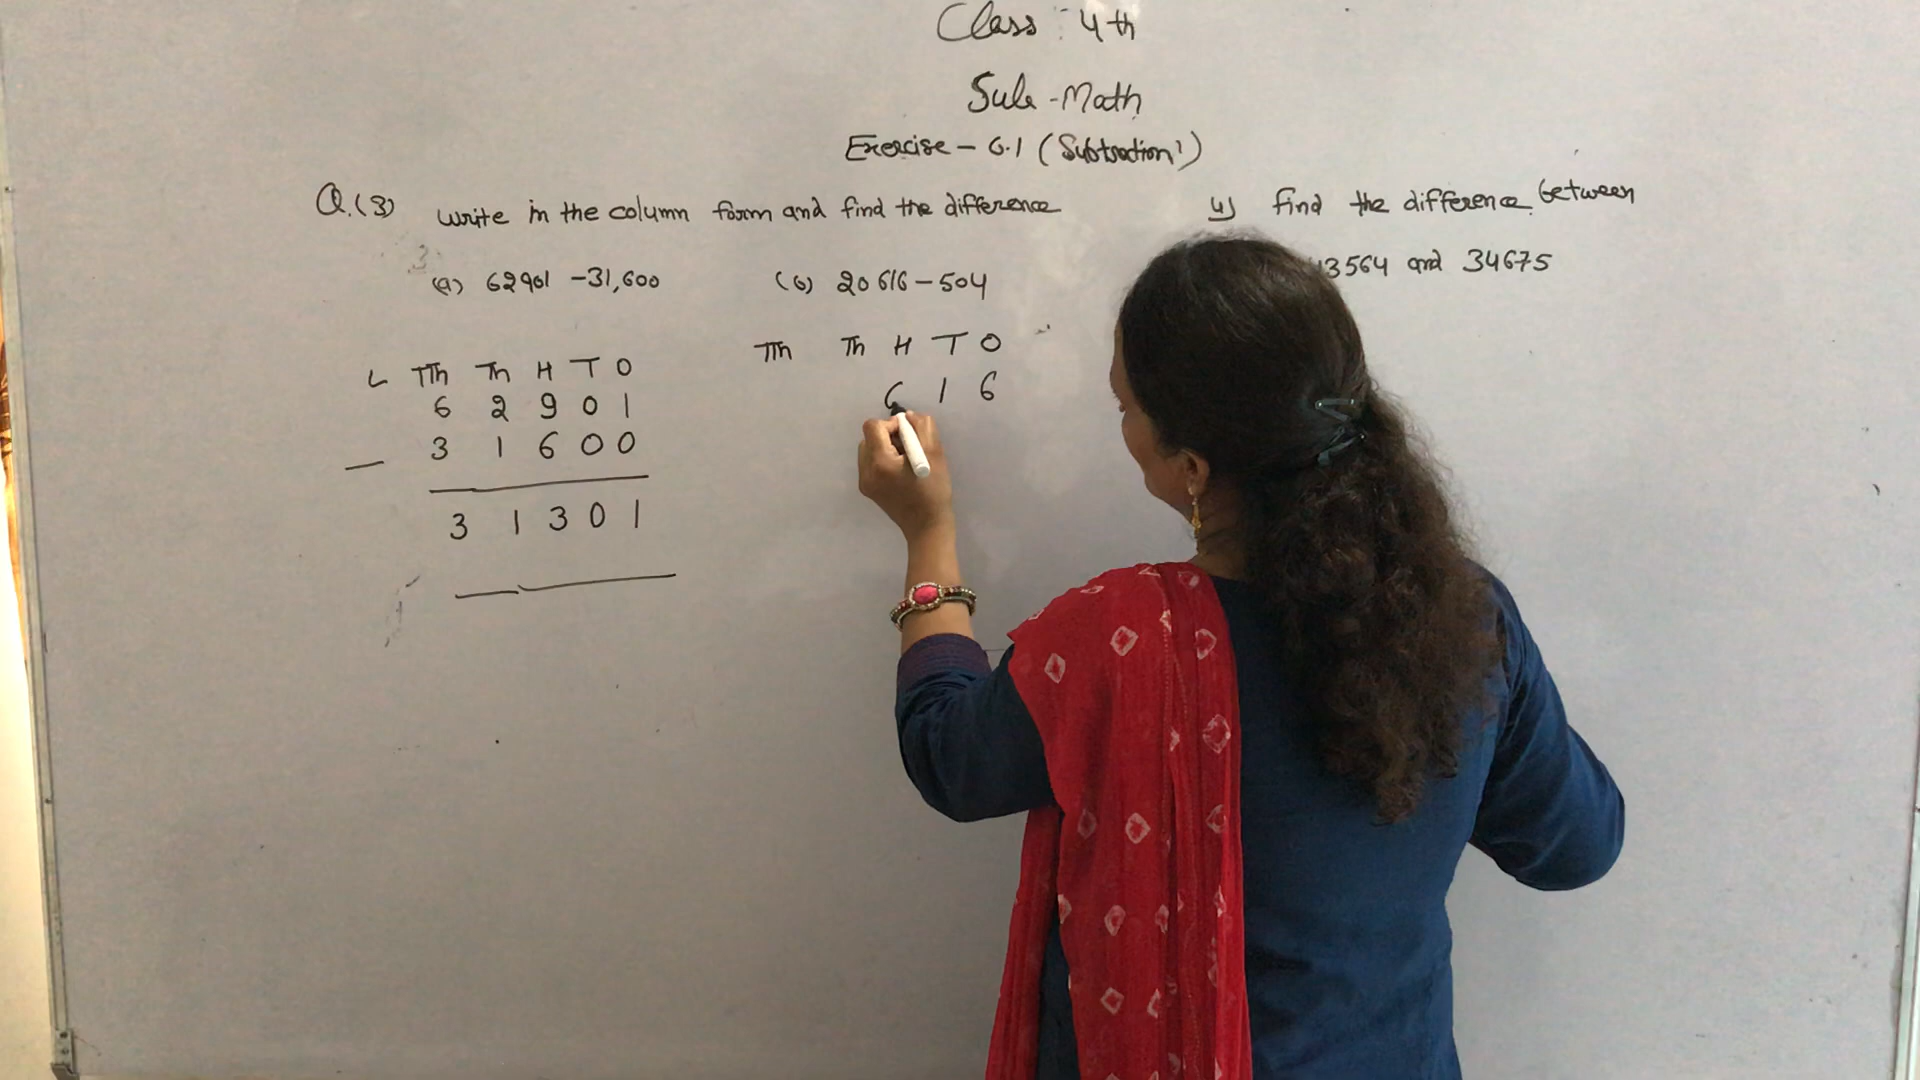 Class : 4th
Sub - Math
Exercise - 6.1 (Subtraction)
Q.(3) write in the column form and find the difference
(a) 62901 - 31,600
L TTh Th H T O
6 2 9 0 1
3 1 6 0 0
—
3 1 3 0 1
(b) 20616 - 504
TTh Th H T O
6 1 6
4) find the difference between
3564 and 34675